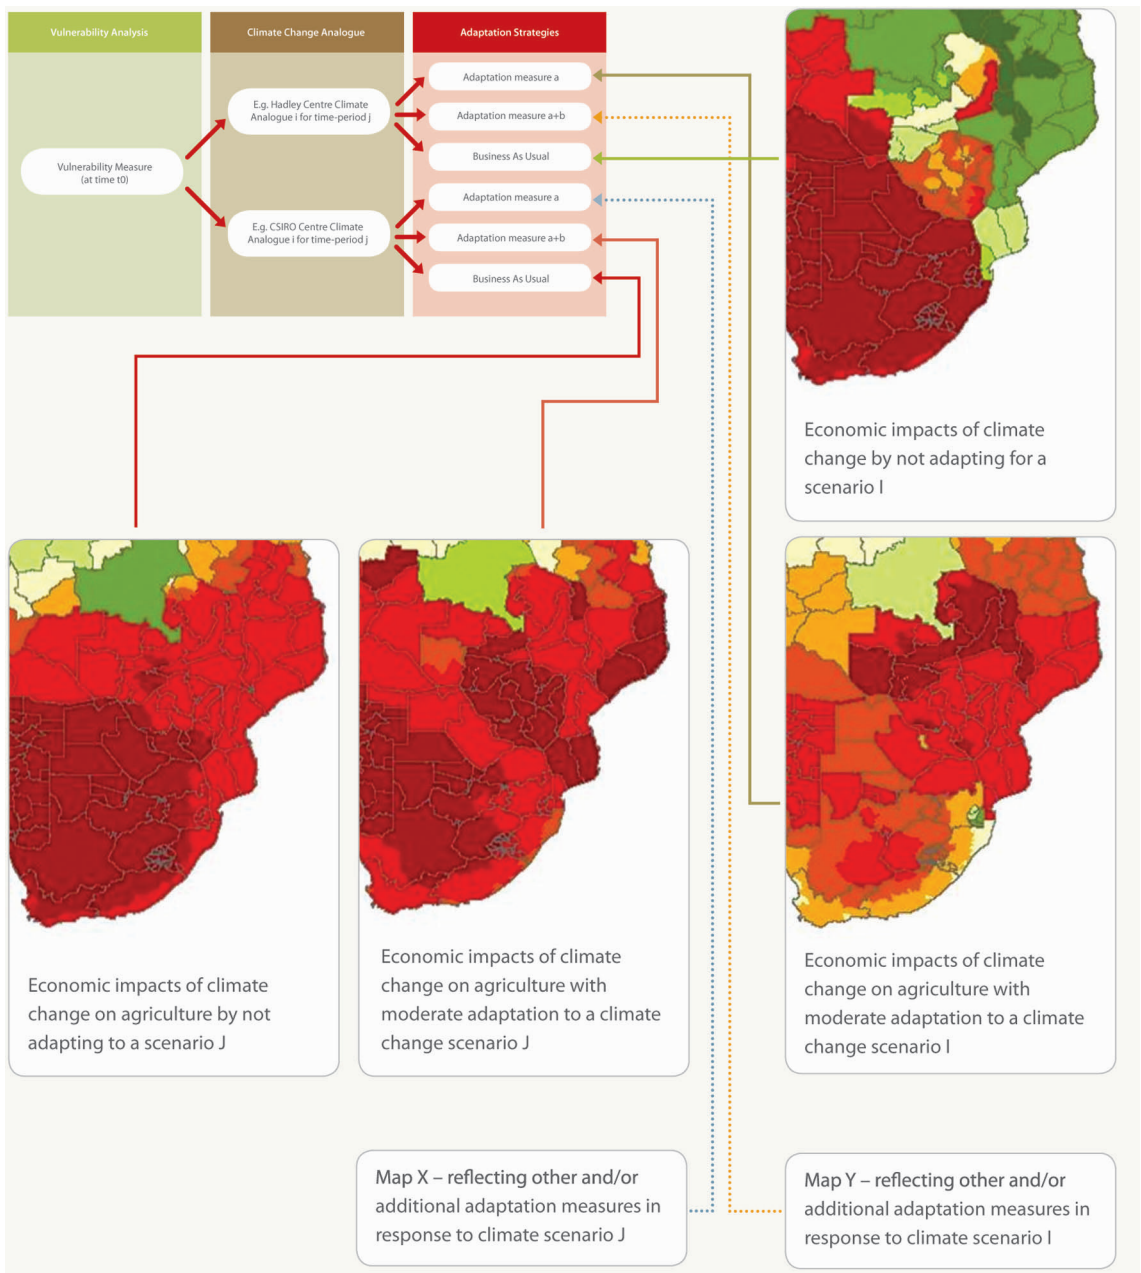 Vulnerability Analysis
Climate Change Analogue
Adaptation Strategies
Vulnerability Measure
(at time t0)
E.g. Hadley Centre Climate
Analogue i for time-period j
E.g. CSIRO Centre Climate
Analogue i for time-period j
Adaptation measure a
Adaptation measure a+b
Business As Usual
Adaptation measure a
Adaptation measure a+b
Business As Usual
Economic impacts of climate
change by not adapting for a
scenario I
Economic impacts of climate
change on agriculture by not
adapting to a scenario J
Economic impacts of climate
change on agriculture with
moderate adaptation to a climate
change scenario J
Economic impacts of climate
change on agriculture with
moderate adaptation to a climate
change scenario I
Map X – reflecting other and/or
additional adaptation measures in
response to climate scenario J
Map Y – reflecting other and/or
additional adaptation measures in
response to climate scenario I